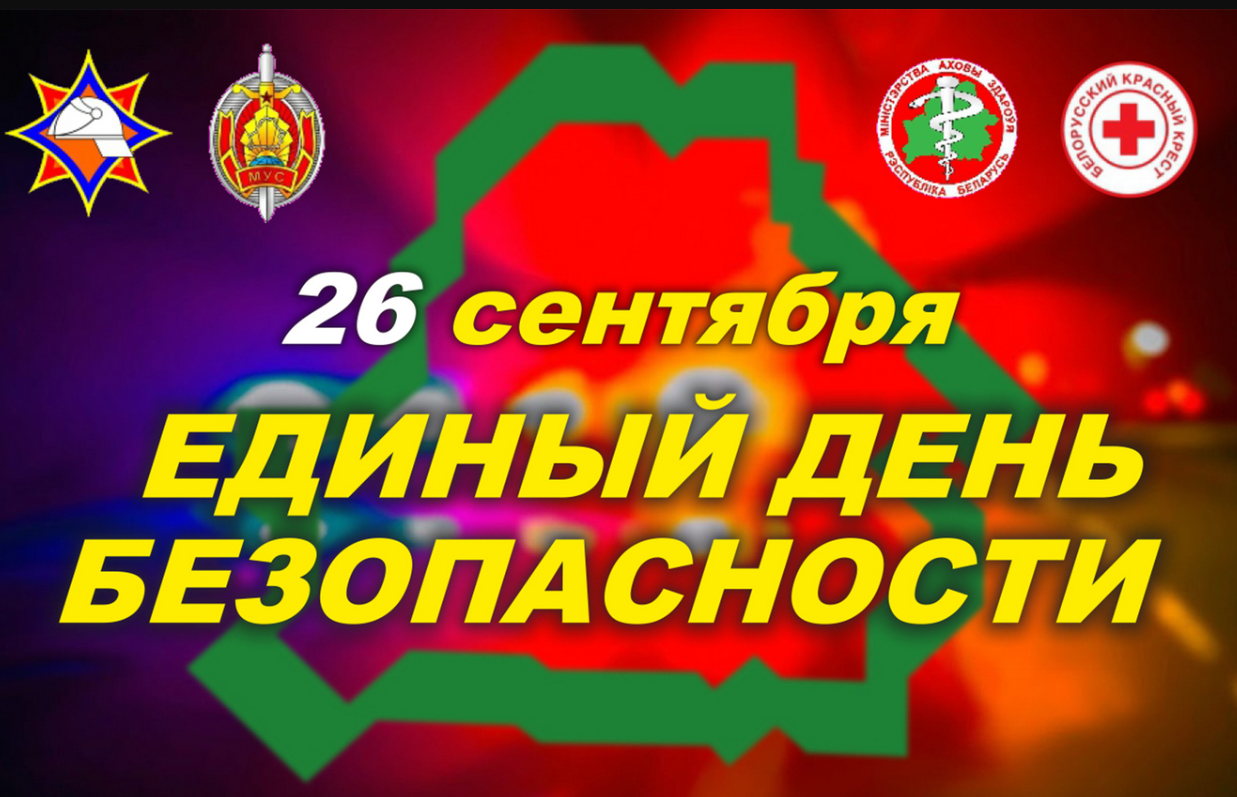 МУС
МІНІСТЭРСТВА АХОВЫ ЗДАРОЎЯ
РЭСПУБЛІКА БЕЛАРУСЬ
БЕЛОРУССКИЙ КРАСНЫЙ КРЕСТ
26 сентября
ЕДИНЫЙ ДЕНЬ
БЕЗОПАСНОСТИ